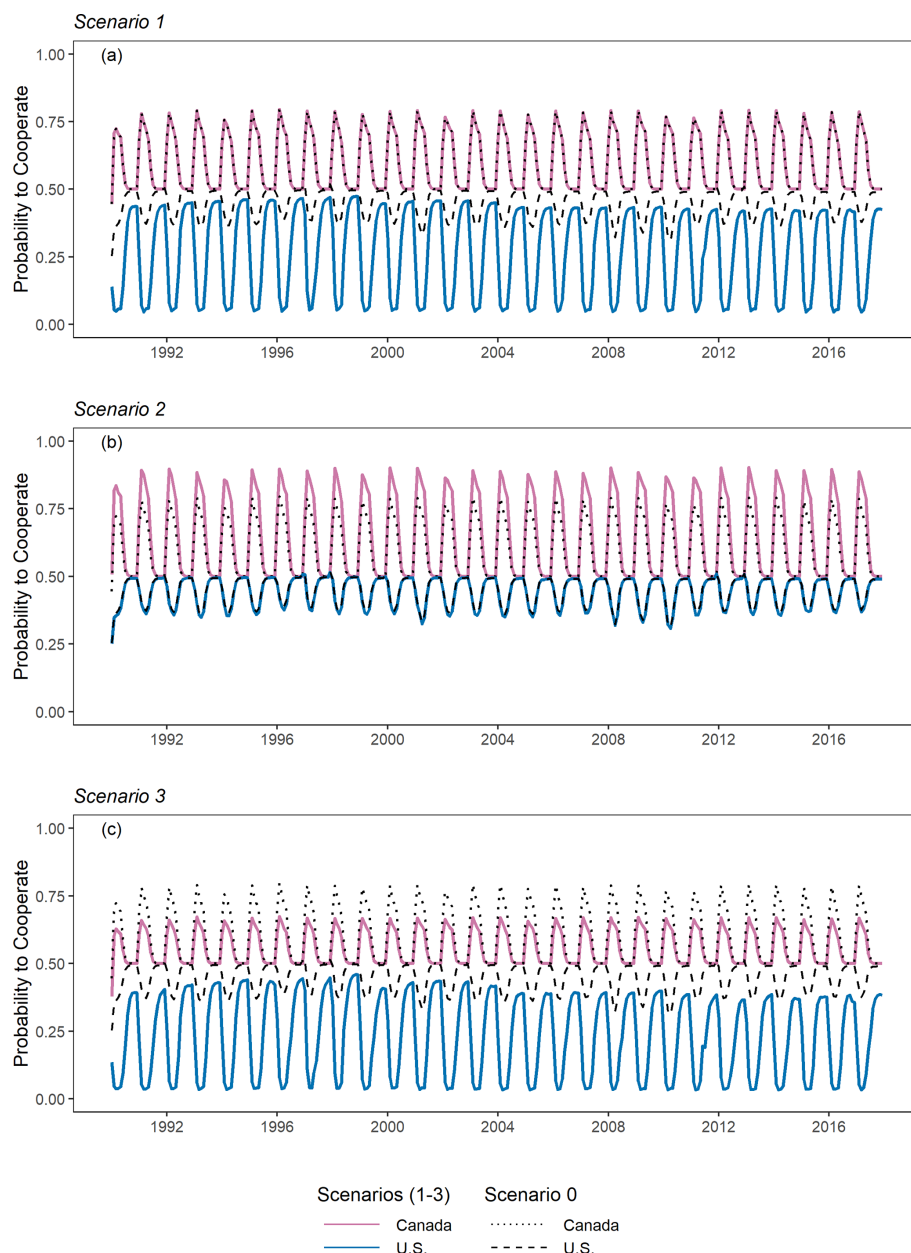 Scenario 1
(a)
Probability to Cooperate
1.00
0.75
0.50
0.25
0.00
1992 1996 2000 2004 2008 2012 2016
Scenario 2
(b)
Probability to Cooperate
1.00
0.75
0.50
0.25
0.00
1992 1996 2000 2004 2008 2012 2016
Scenario 3
(c)
Probability to Cooperate
1.00
0.75
0.50
0.25
0.00
1992 1996 2000 2004 2008 2012 2016
Scenarios (1-3) Scenario 0
Canada Canada
U.S. U.S.